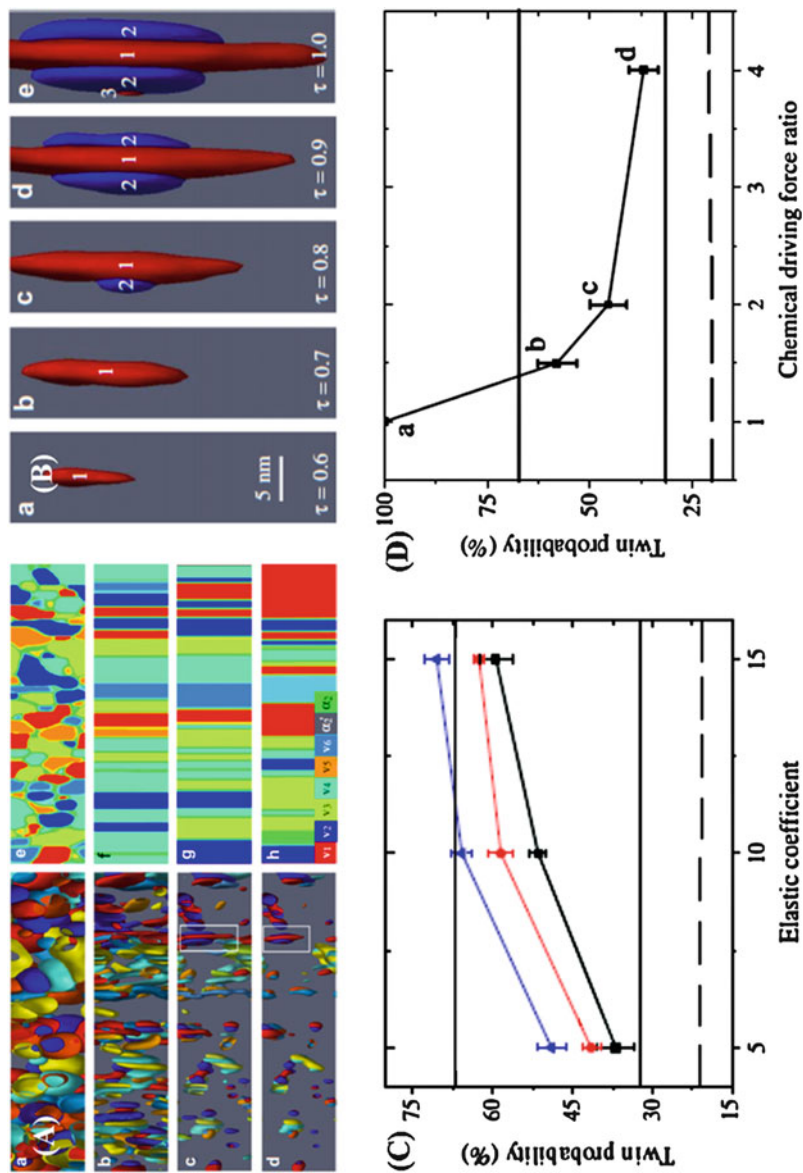 a
(A)
b
c
d
e
f
g
h
v1 v2 v3 v4 v5 v6 α₂' α₂
a
(B)
1
5 nm
τ = 0.6
b
1
τ = 0.7
c
2 1
τ = 0.8
d
2 1 2
τ = 0.9
e
3 2 1 2
τ = 1.0
(C)
75
60
45
30
15
Twin probability (%)
5 10 15
Elastic coefficient
(D)
100
75
50
25
Twin probability (%)
a
b
c
d
1 2 3 4
Chemical driving force ratio